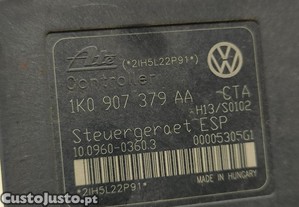 Ate
(*2IH5L22P91*)
Controller
1K0 907 379 AA
CTA
H13/S0102
Steuergeraet ESP
10.0960-0360.3
00005305G1
*2IH5L22P91*
MADE IN HUNGARY
CustoJusto.pt